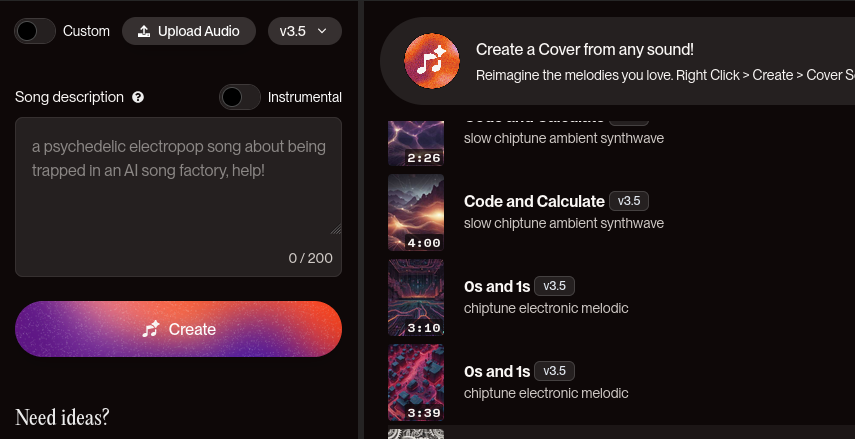 Custom
Upload Audio
v3.5
Song description
Instrumental
a psychedelic electropop song about being
trapped in an AI song factory, help!
0 / 200
Create
Need ideas?
Create a Cover from any sound!
Reimagine the melodies you love. Right Click > Create > Cover S
Code and Calculate
slow chiptune ambient synthwave
2:26
Code and Calculate v3.5
slow chiptune ambient synthwave
4:00
0s and 1s v3.5
chiptune electronic melodic
3:10
0s and 1s v3.5
chiptune electronic melodic
3:39